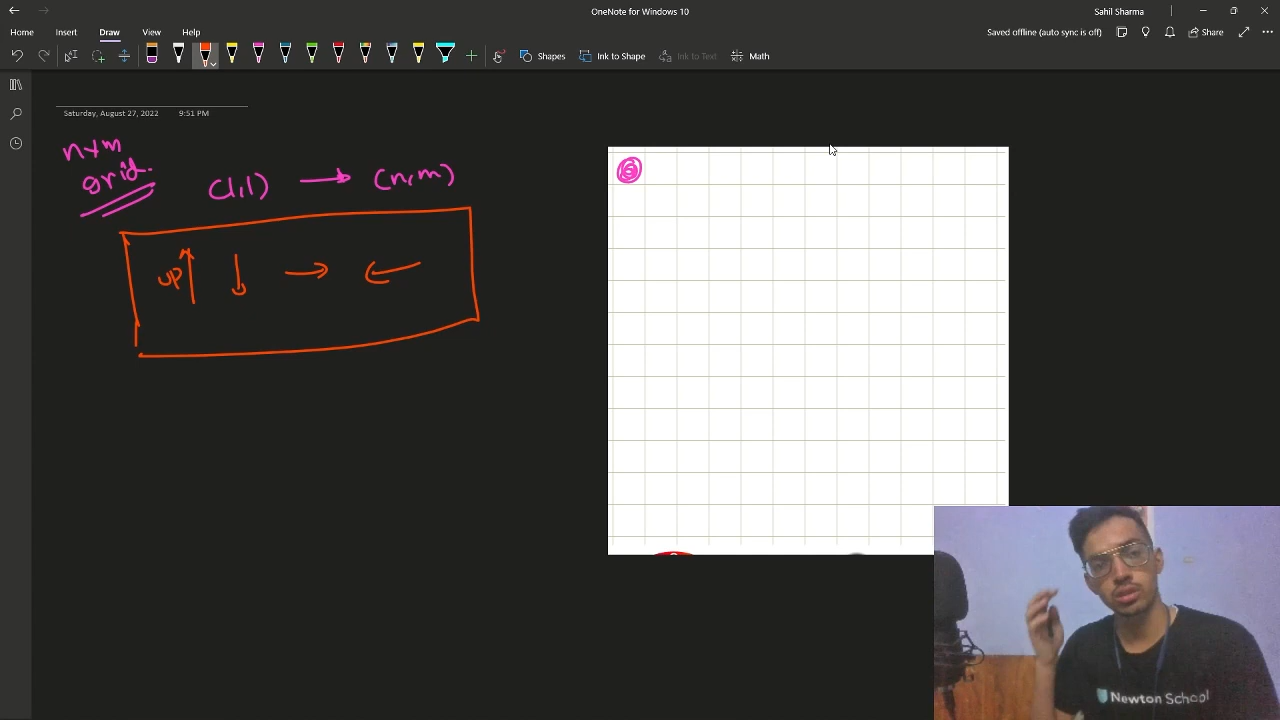 OneNote for Windows 10
Sahil Sharma
Home Insert Draw View Help
Saved offline (auto sync is off) Share
Shapes Ink to Shape Ink to Text Math
Saturday, August 27, 2022 9:51 PM
n*m
grid.
(1,1) → (n,m)
up ↑ ↓ → ←
Newton School